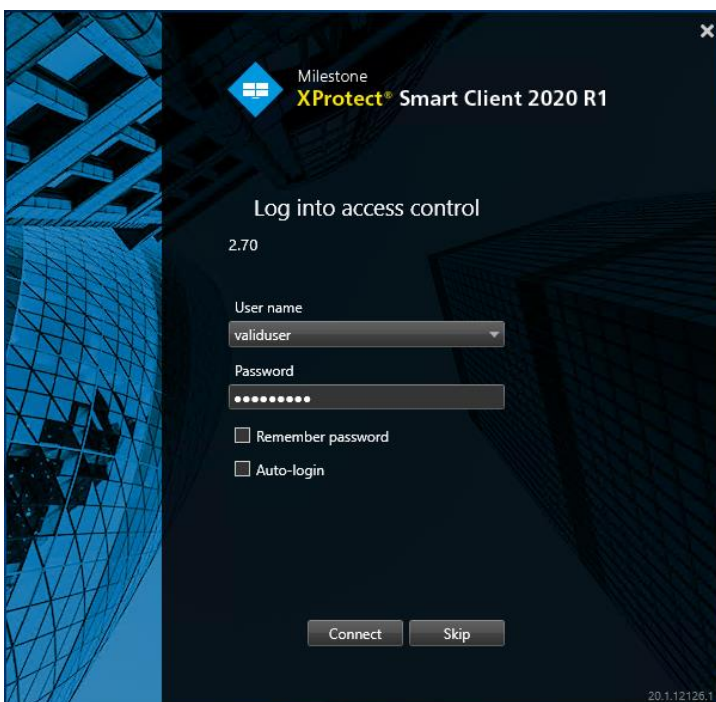 Milestone
XProtect® Smart Client 2020 R1
Log into access control
2.70
User name
validuser
Password
•••••••••
Remember password
Auto-login
Connect Skip
20.1.12126.1